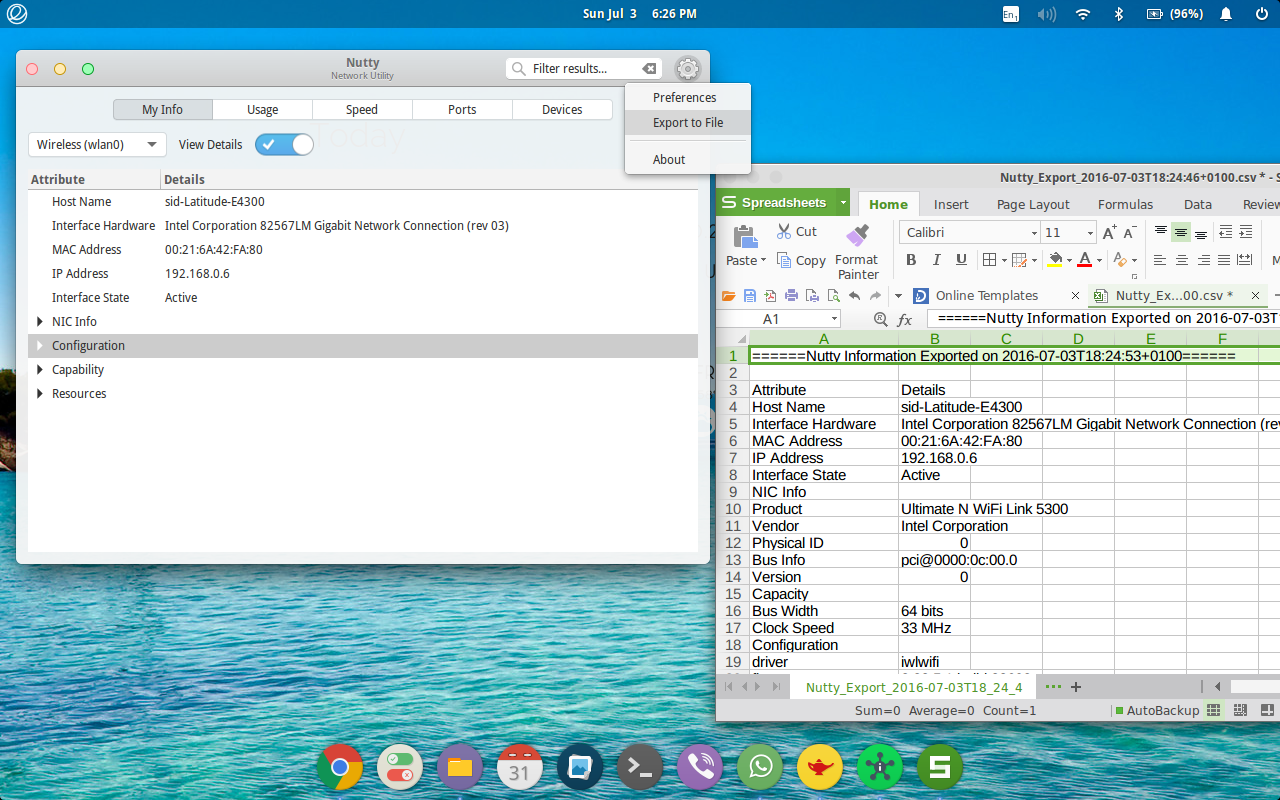 Sun Jul 3 6:26 PM
En 1
(96%)
Nutty
Network Utility
Filter results...
Preferences
Export to File
About
My Info Usage Speed Ports Devices
Wireless (wlan0) View Details
Today
Attribute Details
Host Name sid-Latitude-E4300
Interface Hardware Intel Corporation 82567LM Gigabit Network Connection (rev 03)
MAC Address 00:21:6A:42:FA:80
IP Address 192.168.0.6
Interface State Active
NIC Info
Configuration
Capability
Resources
Nutty_Export_2016-07-03T18:24:46+0100.csv * - S
S Spreadsheets Home Insert Page Layout Formulas Data Review
Cut Calibri 11 A+ A-
Paste Copy Format Painter B I U A
Online Templates Nutty_Ex...00.csv *
A1 fx ======Nutty Information Exported on 2016-07-03T1
A B C D E F
1 ======Nutty Information Exported on 2016-07-03T18:24:53+0100======
2
3 Attribute Details
4 Host Name sid-Latitude-E4300
5 Interface Hardware Intel Corporation 82567LM Gigabit Network Connection (rev
6 MAC Address 00:21:6A:42:FA:80
7 IP Address 192.168.0.6
8 Interface State Active
9 NIC Info
10 Product Ultimate N WiFi Link 5300
11 Vendor Intel Corporation
12 Physical ID 0
13 Bus Info pci@0000:0c:00.0
14 Version 0
15 Capacity
16 Bus Width 64 bits
17 Clock Speed 33 MHz
18 Configuration
19 driver iwlwifi
Nutty_Export_2016-07-03T18_24_4
Sum=0 Average=0 Count=1 AutoBackup
31